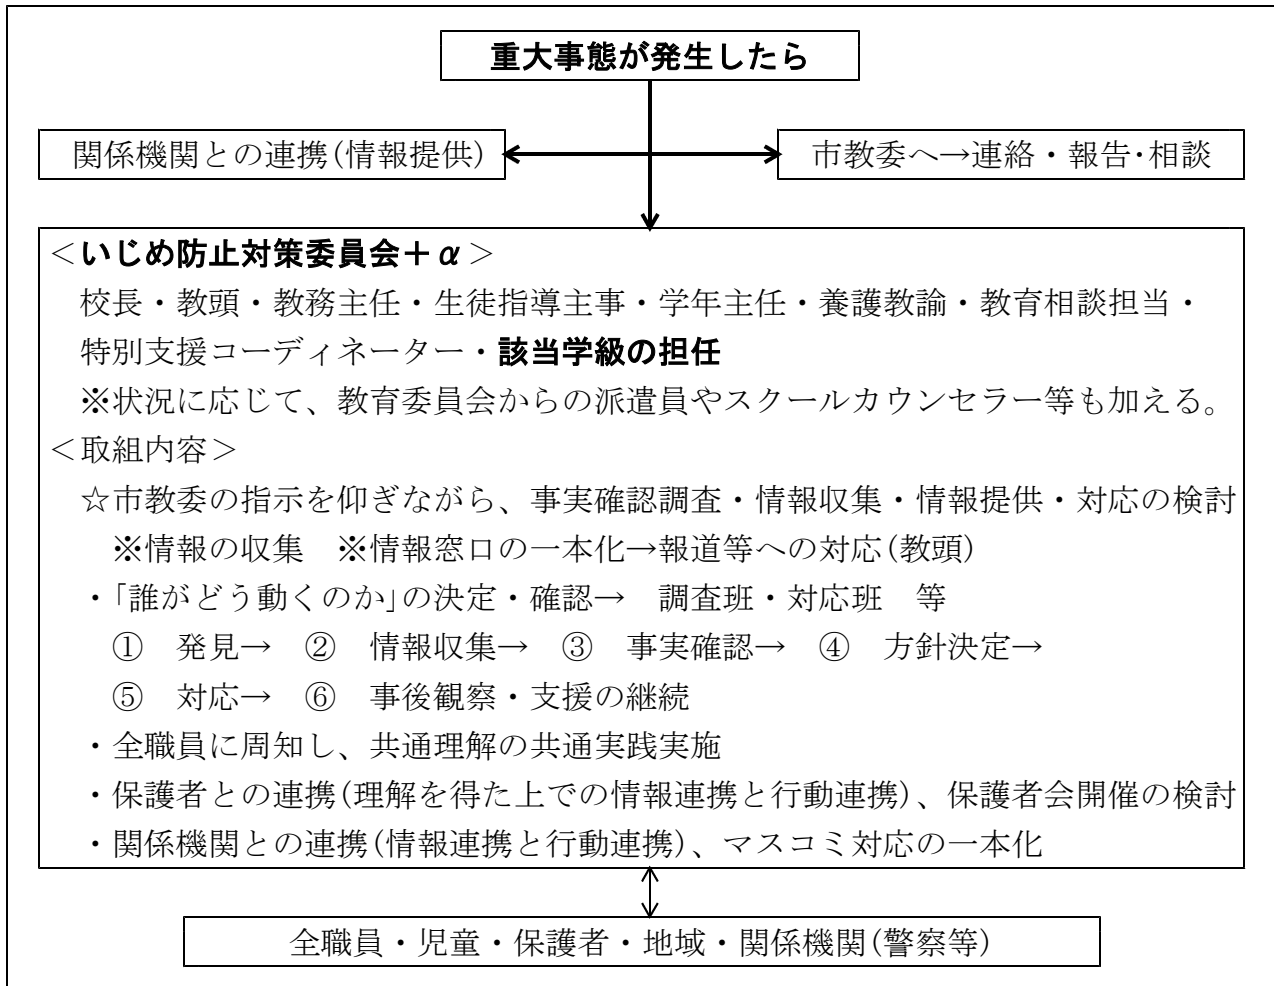 重大事態が発生したら
関係機関との連携(情報提供)
市教委へ→連絡・報告・相談
＜いじめ防止対策委員会＋α＞
校長・教頭・教務主任・生徒指導主事・学年主任・養護教諭・教育相談担当・
特別支援コーディネーター・該当学級の担任
※状況に応じて、教育委員会からの派遣員やスクールカウンセラー等も加える。
＜取組内容＞
☆市教委の指示を仰ぎながら、事実確認調査・情報収集・情報提供・対応の検討
※情報の収集　※情報窓口の一本化→報道等への対応(教頭)
・「誰がどう動くのか」の決定・確認→　調査班・対応班　等
①　発見→　②　情報収集→　③　事実確認→　④　方針決定→
⑤　対応→　⑥　事後観察・支援の継続
・全職員に周知し、共通理解の共通実践実施
・保護者との連携(理解を得た上での情報連携と行動連携)、保護者会開催の検討
・関係機関との連携(情報連携と行動連携)、マスコミ対応の一本化
全職員・児童・保護者・地域・関係機関(警察等)